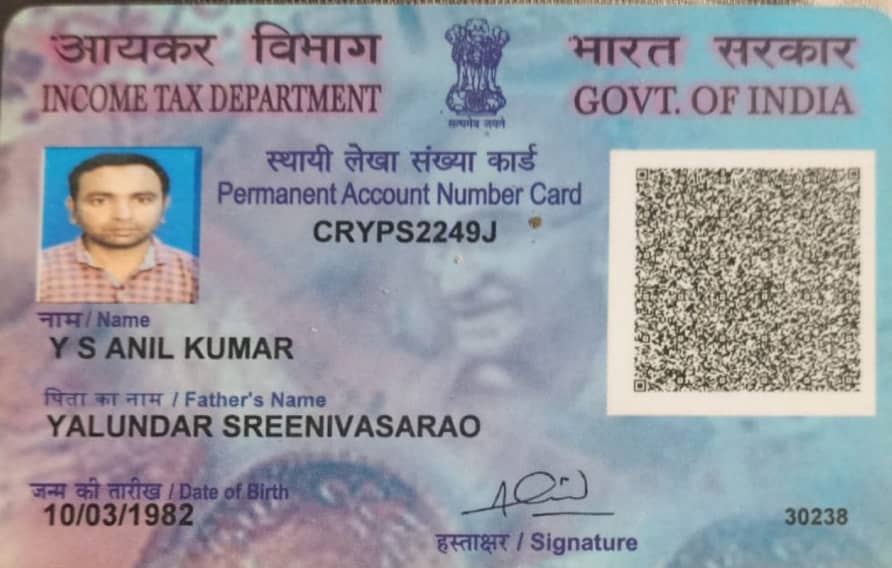 आयकर विभाग
INCOME TAX DEPARTMENT
भारत सरकार
GOVT. OF INDIA
सत्यमेव जयते
स्थायी लेखा संख्या कार्ड
Permanent Account Number Card
CRYPS2249J
नाम / Name
Y S ANIL KUMAR
पिता का नाम / Father's Name
YALUNDAR SREENIVASARAO
जन्म की तारीख / Date of Birth
10/03/1982
हस्ताक्षर / Signature
30238